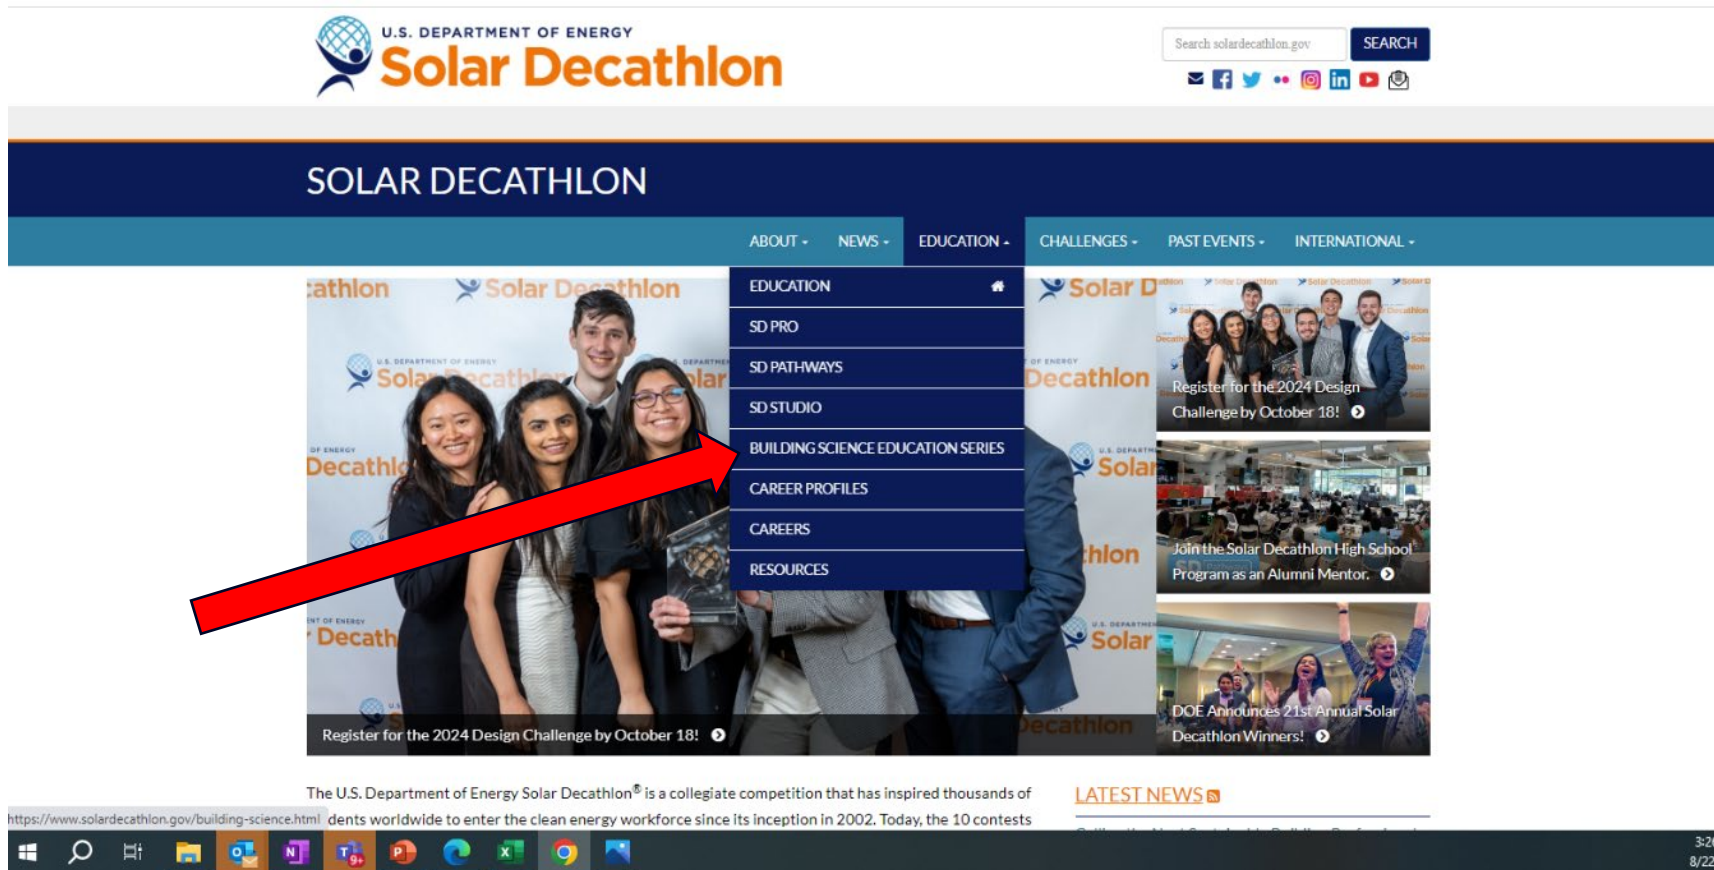 U.S. DEPARTMENT OF ENERGY
Solar Decathlon
Search solardecathlon.gov
SEARCH
SOLAR DECATHLON
ABOUT
NEWS
EDUCATION
CHALLENGES
PAST EVENTS
INTERNATIONAL
EDUCATION
SD PRO
SD PATHWAYS
SD STUDIO
BUILDING SCIENCE EDUCATION SERIES
CAREER PROFILES
CAREERS
RESOURCES
Solar Decathlon
Register for the 2024 Design Challenge by October 18!
Register for the 2024 Design
Challenge by October 18!
Join the Solar Decathlon High School
Program as an Alumni Mentor.
DOE Announces 21st Annual Solar
Decathlon Winners!
The U.S. Department of Energy Solar Decathlon® is a collegiate competition that has inspired thousands of
dents worldwide to enter the clean energy workforce since its inception in 2002. Today, the 10 contests
LATEST NEWS
https://www.solardecathlon.gov/building-science.html